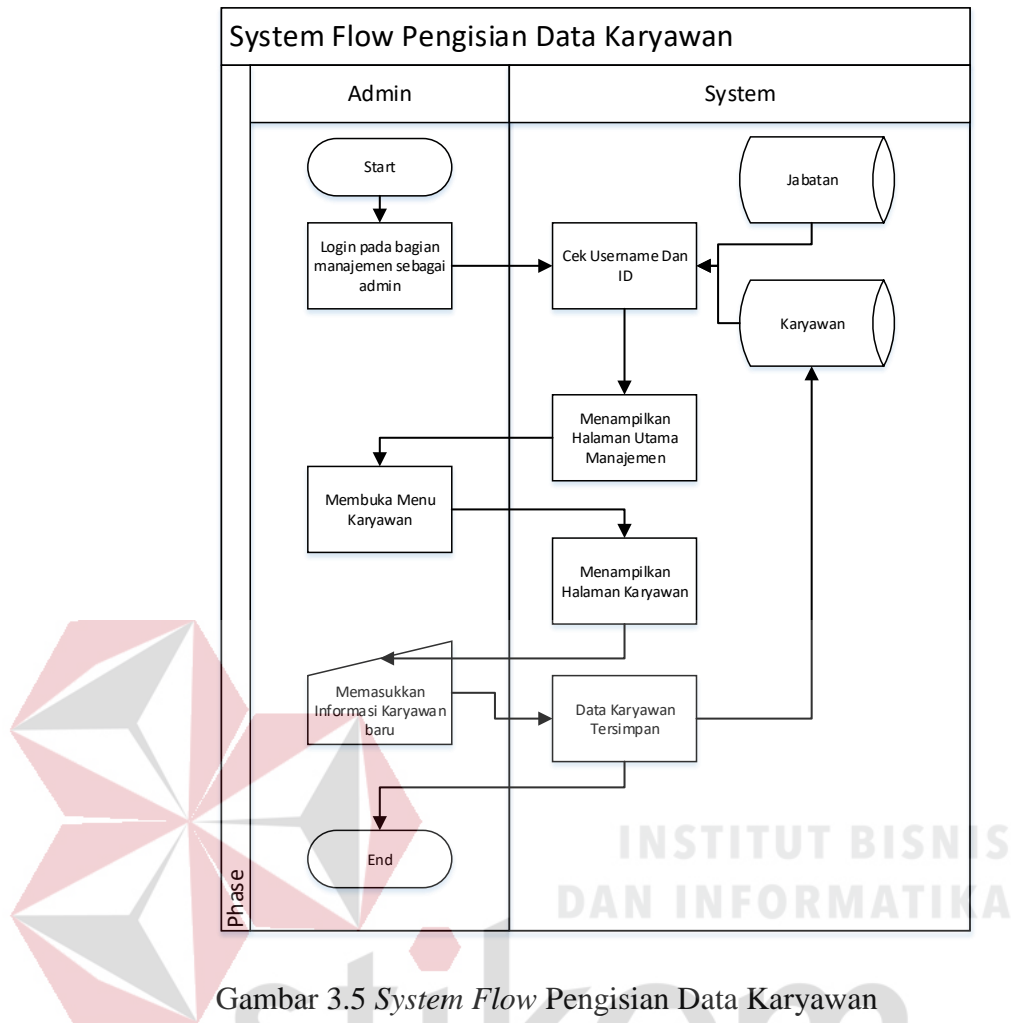 System Flow Pengisian Data Karyawan
Admin
System
Start
Jabatan
Login pada bagian
manajemen sebagai
admin
Cek Username Dan
ID
Karyawan
Menampilkan
Halaman Utama
Manajemen
Membuka Menu
Karyawan
Menampilkan
Halaman Karyawan
Memasukkan
Informasi Karyawan
baru
Data Karyawan
Tersimpan
End
Phase
INSTITUT BISNIS
DAN INFORMATIKA
Gambar 3.5 System Flow Pengisian Data Karyawan